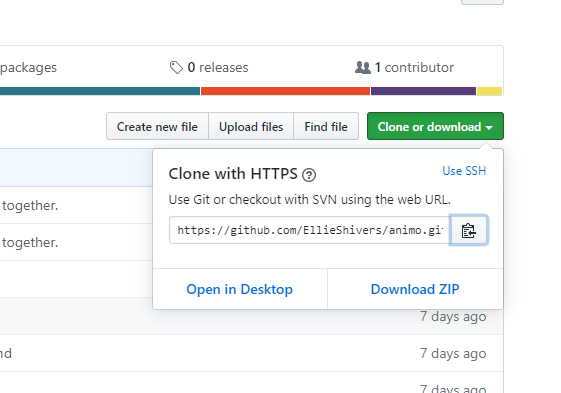 packages
0 releases
1 contributor
Create new file
Upload files
Find file
Clone or download
Clone with HTTPS
Use SSH
Use Git or checkout with SVN using the web URL.
https://github.com/EllieShivers/animo.git
together.
together.
Open in Desktop
Download ZIP
7 days ago
nd
7 days ago
7 days ago